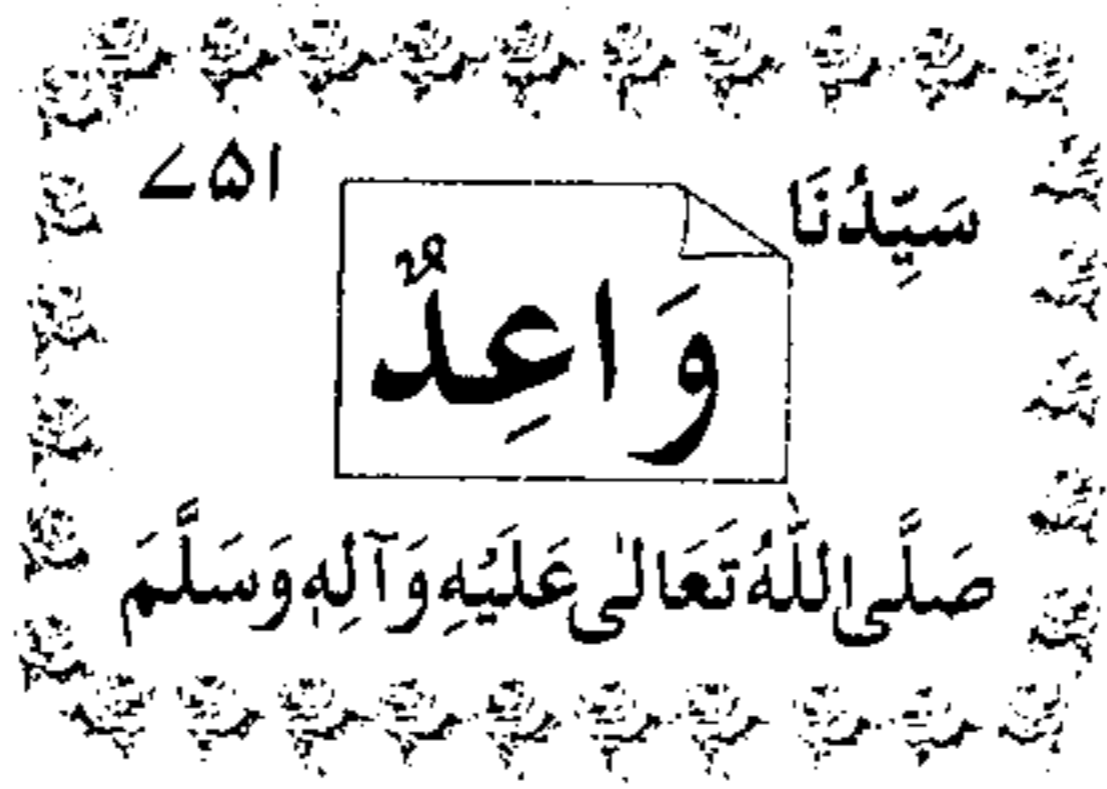 سَيِّدُنَا ۷۵۱
وَاعِدٌ
صَلَّى اللّٰهُ تَعَالٰى عَلَيْهِ وَآلِهٖ وَسَلَّمَ